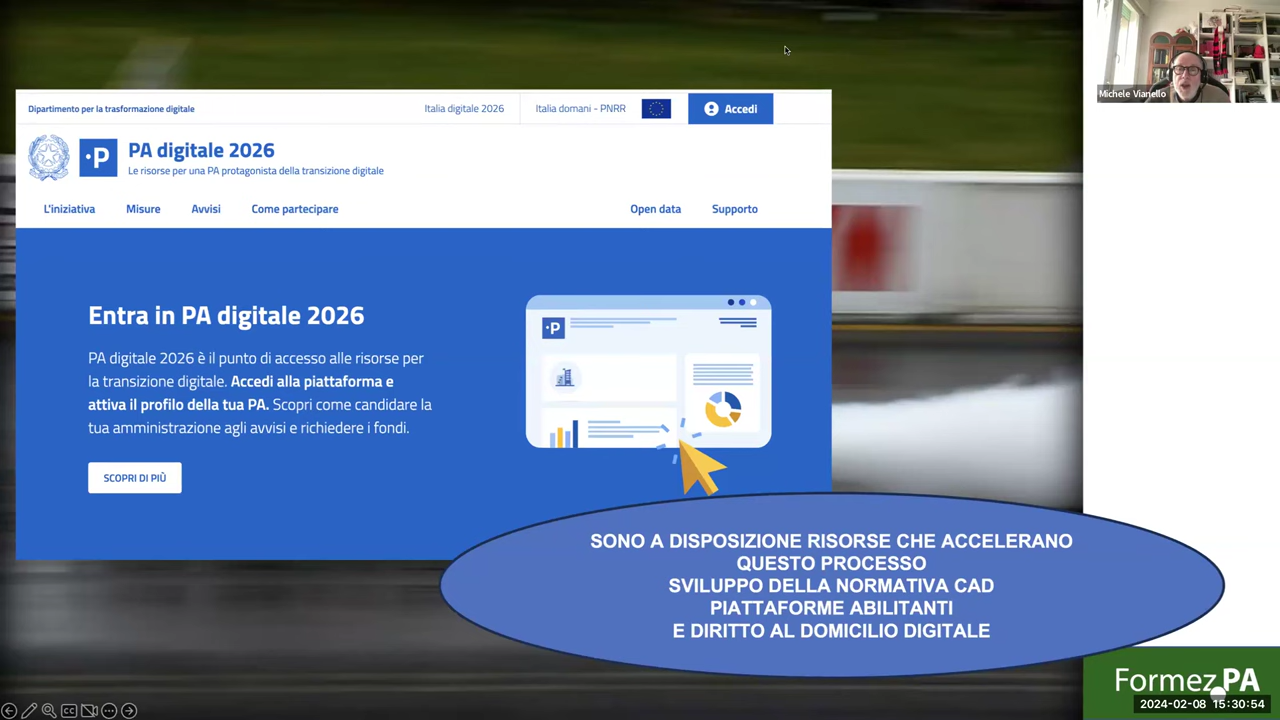 Dipartimento per la trasformazione digitale
Italia digitale 2026
Italia domani - PNRR
Accedi
·P
PA digitale 2026
Le risorse per una PA protagonista della transizione digitale
L'iniziativa
Misure
Avvisi
Come partecipare
Open data
Supporto
Entra in PA digitale 2026
PA digitale 2026 è il punto di accesso alle risorse per
la transizione digitale. Accedi alla piattaforma e
attiva il profilo della tua PA. Scopri come candidare la
tua amministrazione agli avvisi e richiedere i fondi.
SCOPRI DI PIÙ
·P
SONO A DISPOSIZIONE RISORSE CHE ACCELERANO
QUESTO PROCESSO
SVILUPPO DELLA NORMATIVA CAD
PIATTAFORME ABILITANTI
E DIRITTO AL DOMICILIO DIGITALE
Michele Vianello
Formez PA
2024-02-08 15:30:54